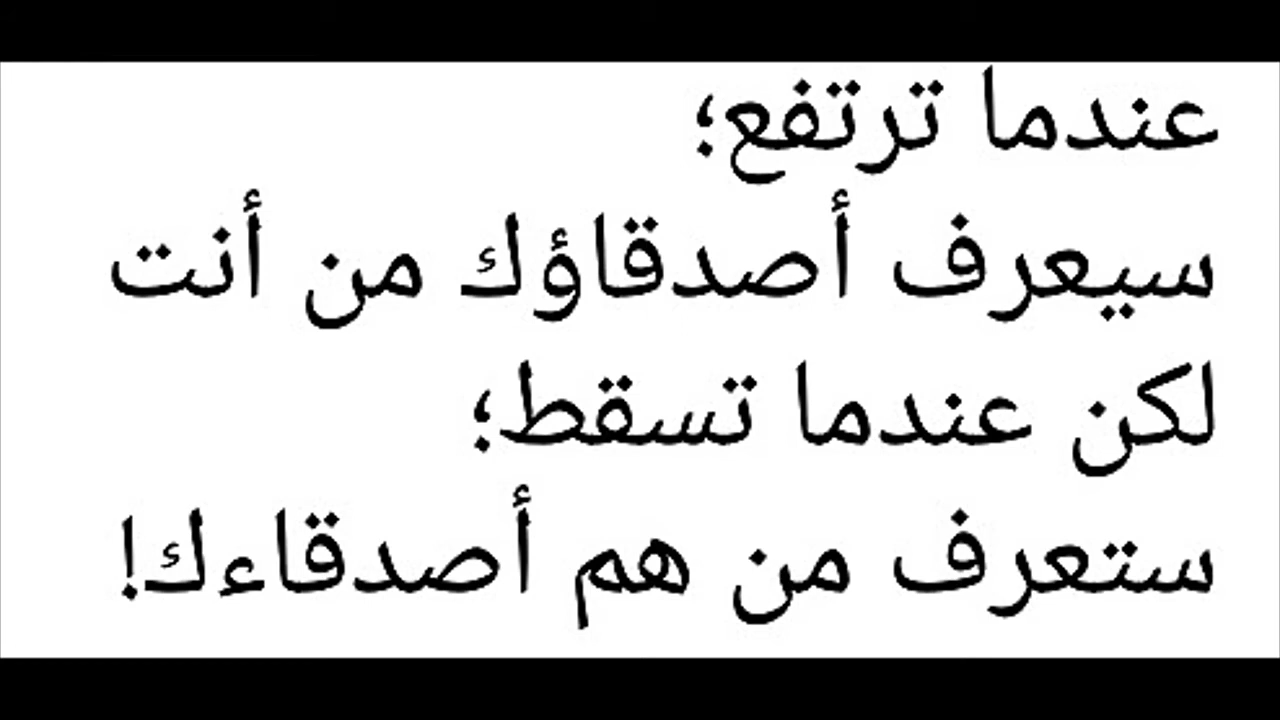 عندما ترتفع؛
سيعرف أصدقاؤك من أنت
لكن عندما تسقط؛
ستعرف من هم أصدقاءك!